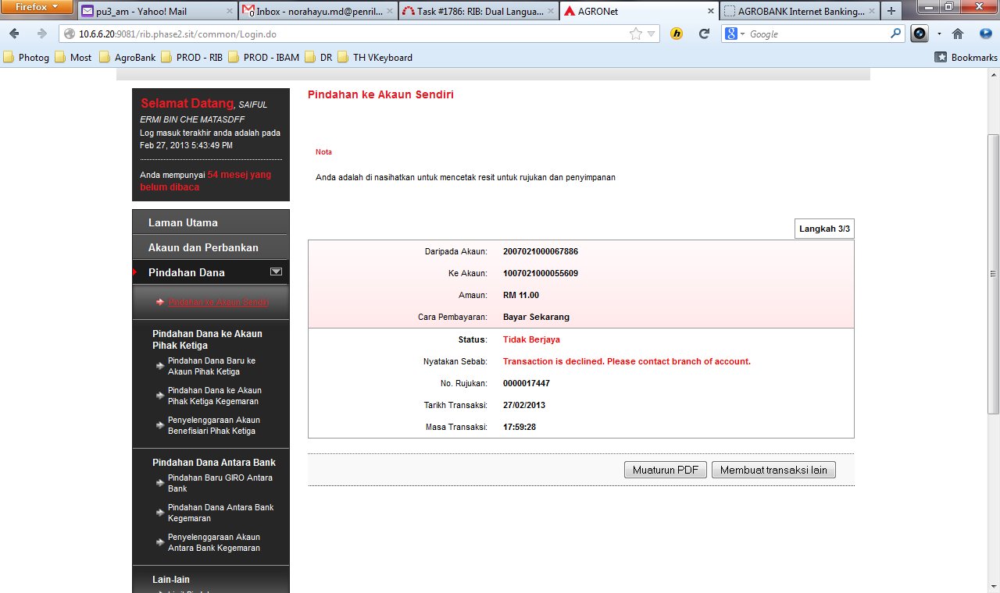 Firefox
pu3_am - Yahoo! Mail
Inbox - norahayu.md@penril...
Task #1786: RIB: Dual Langua...
AGRONet
AGROBANK Internet Banking...
10.6.6.20:9081/rib.phase2.sit/common/Login.do
Google
Photog
Most
AgroBank
PROD - RIB
PROD - IBAM
DR
TH VKeyboard
Bookmarks
Selamat Datang, SAIFUL
ERMI BIN CHE MATASDFF
Log masuk terakhir anda adalah pada
Feb 27, 2013 5:43:49 PM
Anda mempunyai 54 mesej yang
belum dibaca
Laman Utama
Akaun dan Perbankan
Pindahan Dana
Pindahan ke Akaun Sendiri
Pindahan Dana ke Akaun
Pihak Ketiga
Pindahan Dana Baru ke
Akaun Pihak Ketiga
Pindahan Dana ke Akaun
Pihak Ketiga Kegemaran
Penyelenggaraan Akaun
Benefisiari Pihak Ketiga
Pindahan Dana Antara Bank
Pindahan Baru GIRO Antara
Bank
Pindahan Dana Antara Bank
Kegemaran
Penyelenggaraan Akaun
Antara Bank Kegemaran
Lain-lain
Pindahan ke Akaun Sendiri
Nota
Anda adalah di nasihatkan untuk mencetak resit untuk rujukan dan penyimpanan
Langkah 3/3
Daripada Akaun: 2007021000067886
Ke Akaun: 1007021000055609
Amaun: RM 11.00
Cara Pembayaran: Bayar Sekarang
Status: Tidak Berjaya
Nyatakan Sebab: Transaction is declined. Please contact branch of account.
No. Rujukan: 0000017447
Tarikh Transaksi: 27/02/2013
Masa Transaksi: 17:59:28
Muaturun PDF
Membuat transaksi lain